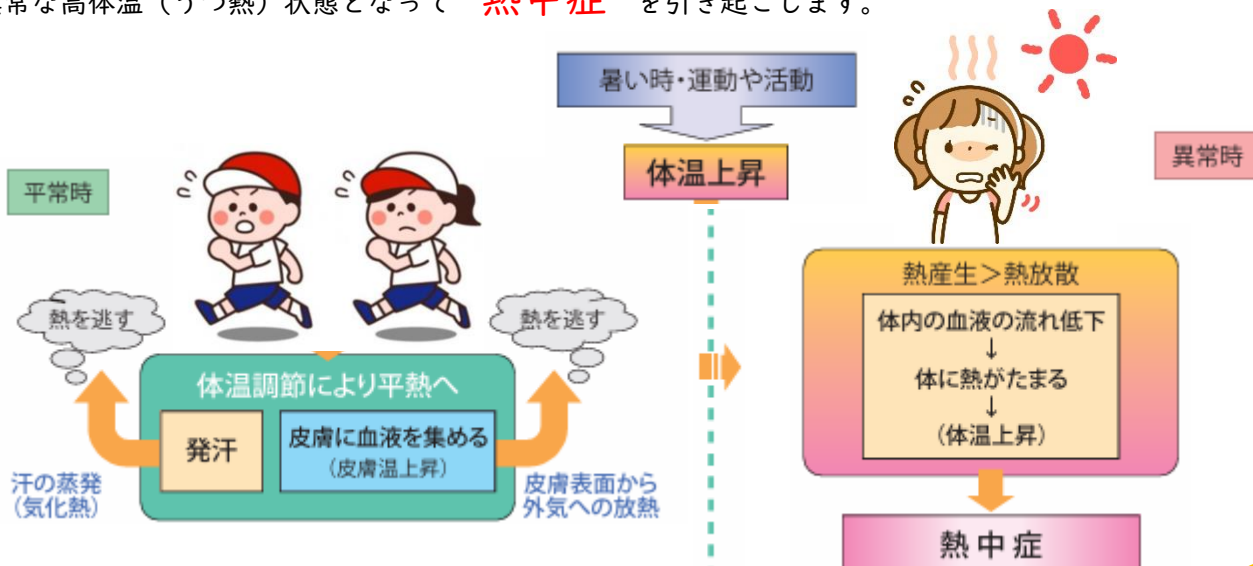 常な高体温（うつ熱）状態となって 熱中症 を引き起こします。
暑い時・運動や活動
体温上昇
平常時
熱を逃す
熱を逃す
体温調節により平熱へ
発汗
皮膚に血液を集める
（皮膚温上昇）
汗の蒸発
（気化熱）
皮膚表面から
外気への放熱
異常時
熱産生＞熱放散
体内の血液の流れ低下
↓
体に熱がたまる
↓
（体温上昇）
熱中症